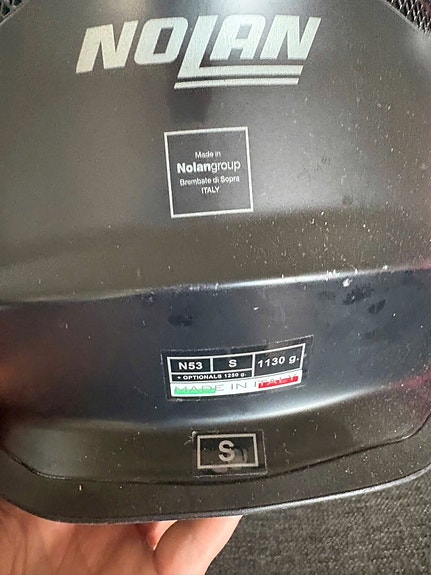 NOLAN
Made in
Nolangroup
Brembate di Sopra
ITALY
N53 S 1130 g.
+ OPTIONALS 1250 g.
MADE IN ITALY
S